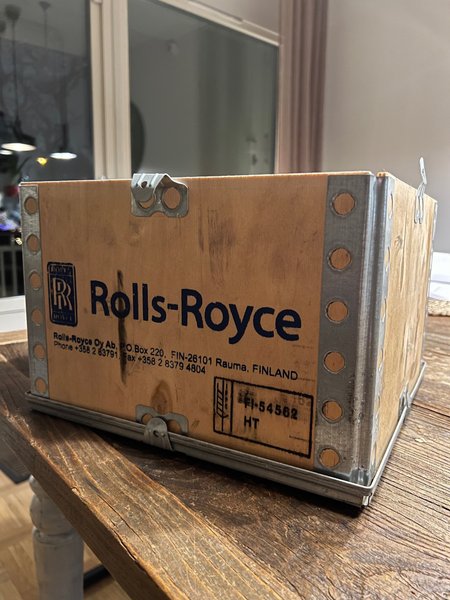 RR
Rolls-Royce
Rolls-Royce Oy Ab, P.O Box 220, FIN-26101 Rauma, FINLAND
Phone +358 2 83791, Fax +358 2 8379 4804
FI-54562
HT